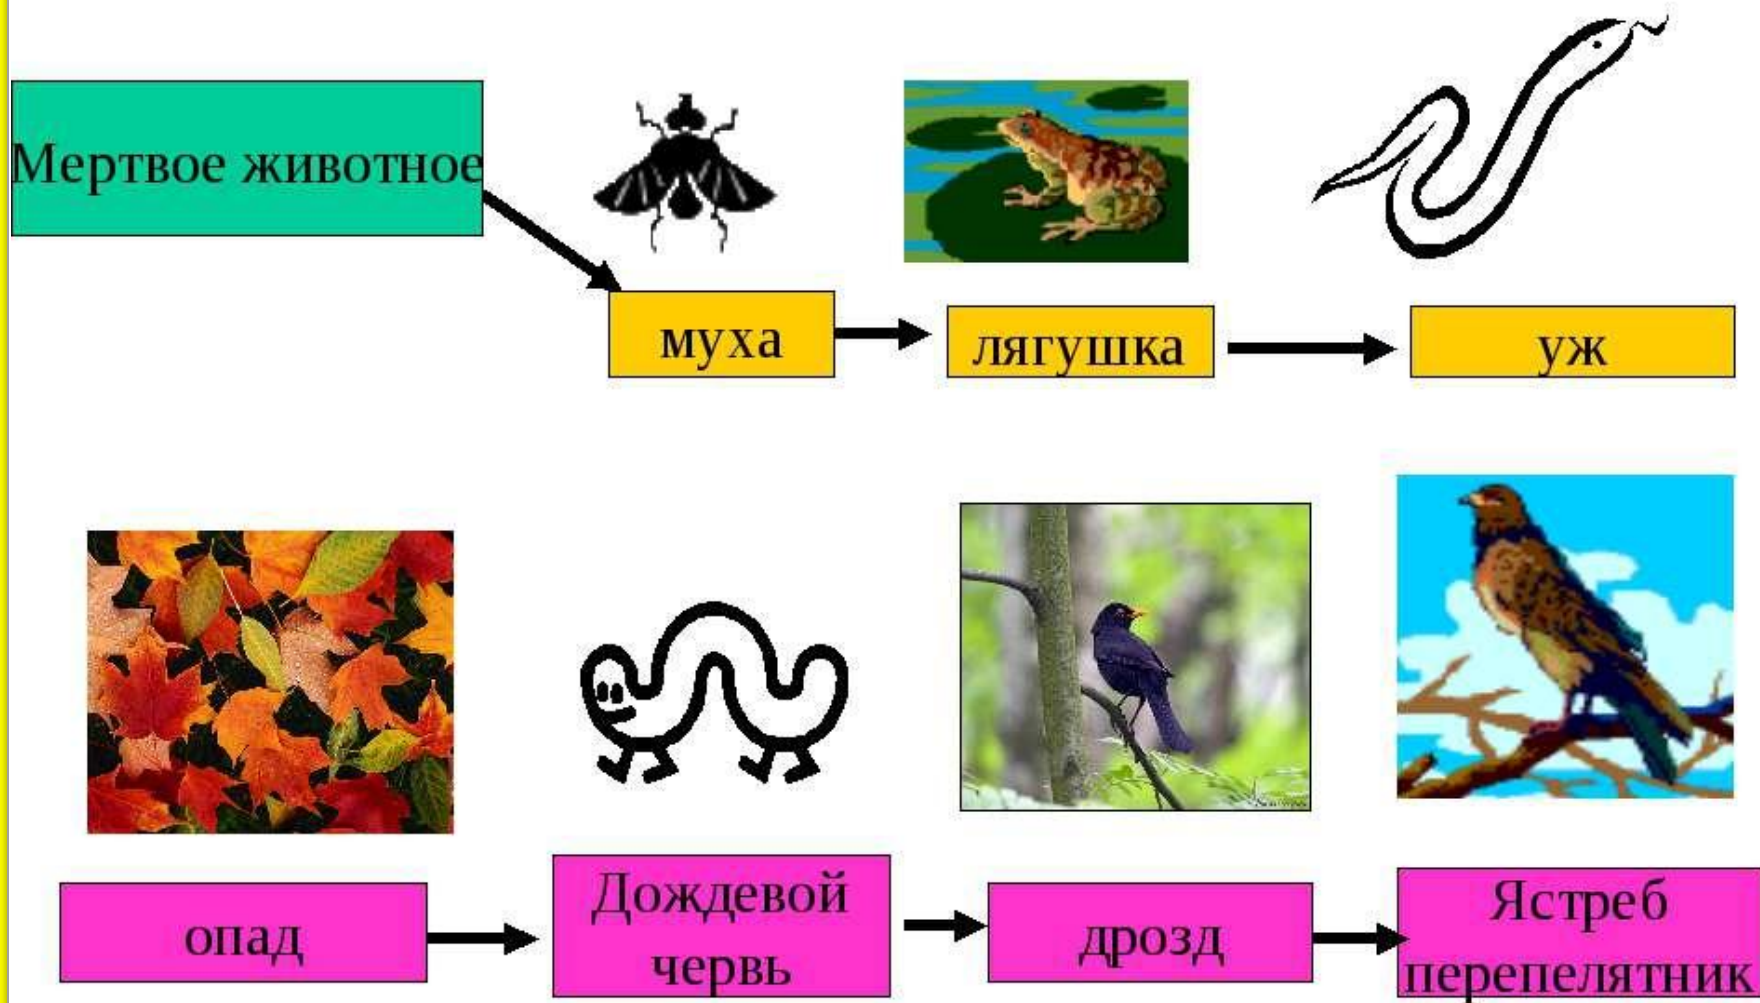 Мертвое животное
муха
лягушка
уж
опад
Дождевой
червь
дрозд
Ястреб
перепелятник